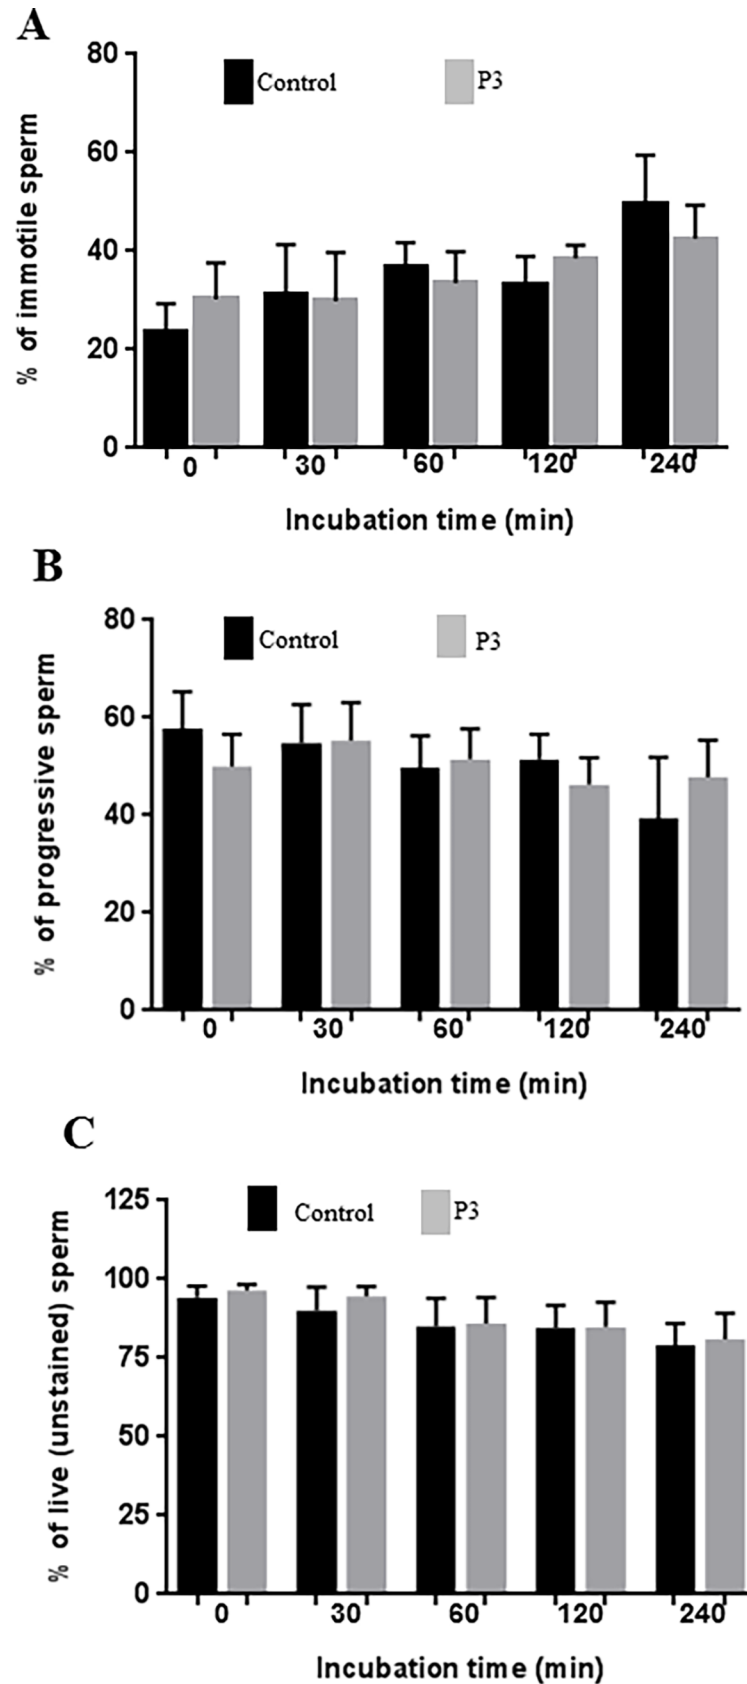 A
80
Control
P3
60
40
20
0
% of immotile sperm
0 30 60 120 240
Incubation time (min)
B
80
Control
P3
60
40
20
0
% of progressive sperm
0 30 60 120 240
Incubation time (min)
C
125
Control
P3
100
75
50
25
0
% of live (unstained) sperm
0 30 60 120 240
Incubation time (min)